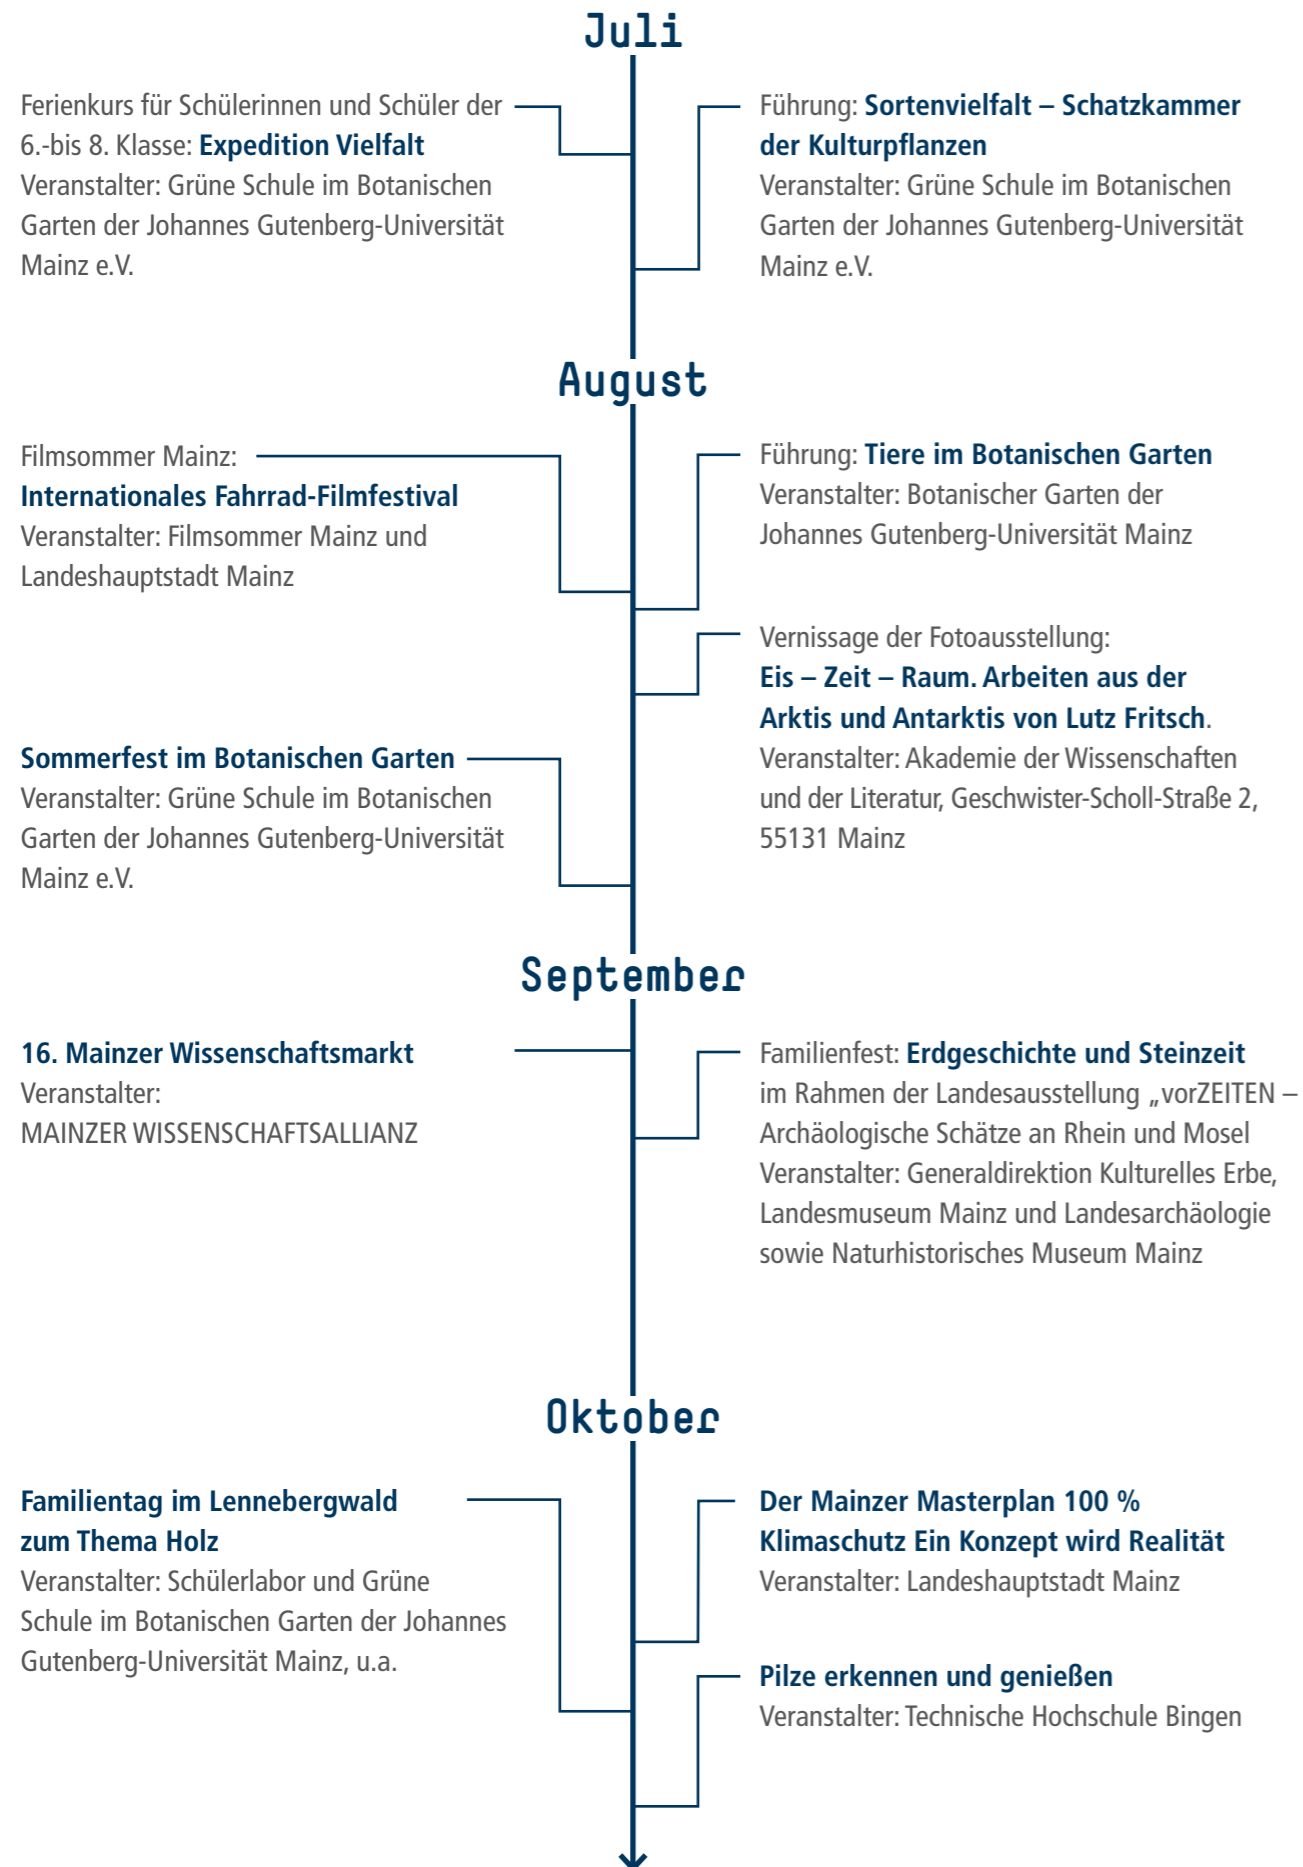 Juli
Ferienkurs für Schülerinnen und Schüler der
6.-bis 8. Klasse: Expedition Vielfalt
Veranstalter: Grüne Schule im Botanischen
Garten der Johannes Gutenberg-Universität
Mainz e.V.
Führung: Sortenvielfalt – Schatzkammer
der Kulturpflanzen
Veranstalter: Grüne Schule im Botanischen
Garten der Johannes Gutenberg-Universität
Mainz e.V.
August
Filmsommer Mainz:
Internationales Fahrrad-Filmfestival
Veranstalter: Filmsommer Mainz und
Landeshauptstadt Mainz
Führung: Tiere im Botanischen Garten
Veranstalter: Botanischer Garten der
Johannes Gutenberg-Universität Mainz
Vernissage der Fotoausstellung:
Eis – Zeit – Raum. Arbeiten aus der
Arktis und Antarktis von Lutz Fritsch.
Veranstalter: Akademie der Wissenschaften
und der Literatur, Geschwister-Scholl-Straße 2,
55131 Mainz
Sommerfest im Botanischen Garten
Veranstalter: Grüne Schule im Botanischen
Garten der Johannes Gutenberg-Universität
Mainz e.V.
September
16. Mainzer Wissenschaftsmarkt
Veranstalter:
MAINZER WISSENSCHAFTSALLIANZ
Familienfest: Erdgeschichte und Steinzeit
im Rahmen der Landesausstellung „vorZEITEN –
Archäologische Schätze an Rhein und Mosel
Veranstalter: Generaldirektion Kulturelles Erbe,
Landesmuseum Mainz und Landesarchäologie
sowie Naturhistorisches Museum Mainz
Oktober
Familientag im Lennebergwald
zum Thema Holz
Veranstalter: Schülerlabor und Grüne
Schule im Botanischen Garten der Johannes
Gutenberg-Universität Mainz, u.a.
Der Mainzer Masterplan 100 %
Klimaschutz Ein Konzept wird Realität
Veranstalter: Landeshauptstadt Mainz
Pilze erkennen und genießen
Veranstalter: Technische Hochschule Bingen